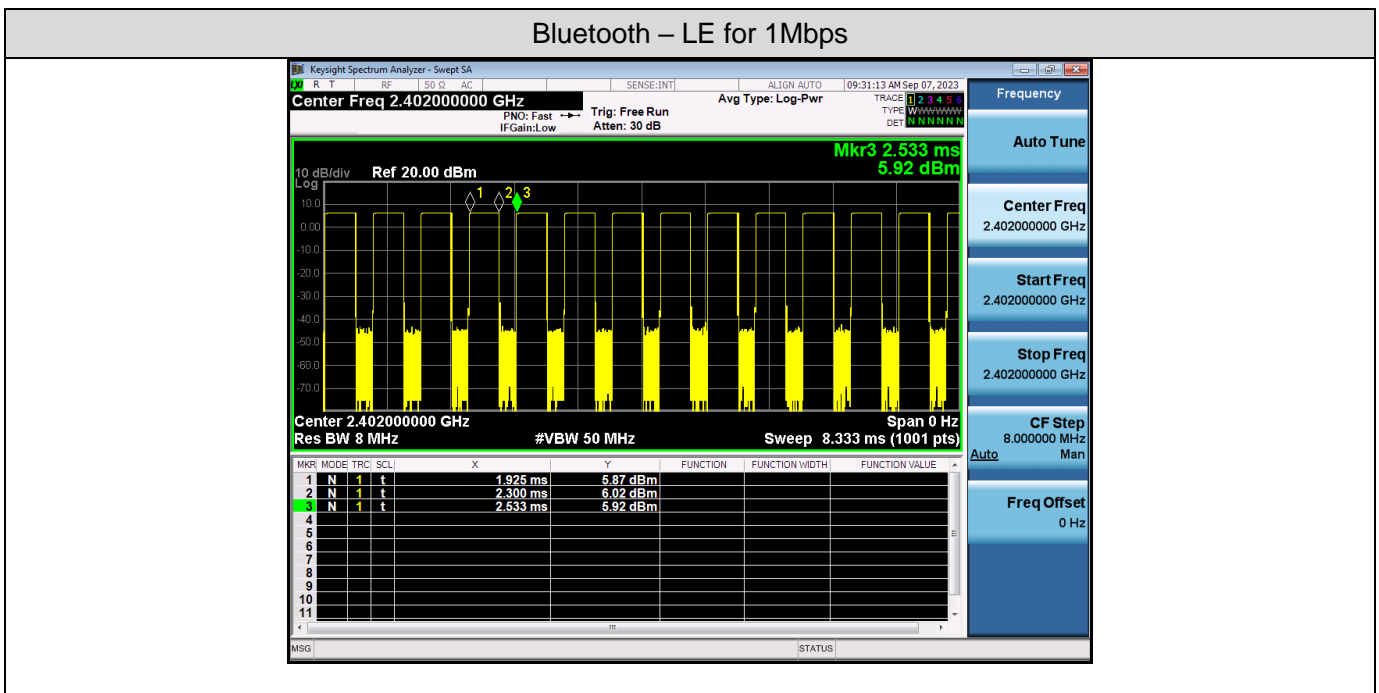 Bluetooth – LE for 1Mbps
Keysight Spectrum Analyzer - Swept SA
R T RF 50 Ω AC SENSE:INT ALIGN AUTO 09:31:13 AM Sep 07, 2023
Center Freq 2.402000000 GHz
PNO: Fast
IFGain:Low
Trig: Free Run
Atten: 30 dB
Avg Type: Log-Pwr
TRACE 1 2 3 4 5 6
TYPE W
DET N N N N N N
Mkr3 2.533 ms
5.92 dBm
10 dB/div Ref 20.00 dBm
Log
10.0
0.00
-10.0
-20.0
-30.0
-40.0
-50.0
-60.0
-70.0
1 2 3
Center 2.402000000 GHz Span 0 Hz
Res BW 8 MHz #VBW 50 MHz Sweep 8.333 ms (1001 pts)
MKR MODE TRC SCL X Y FUNCTION FUNCTION WIDTH FUNCTION VALUE
1 N 1 t 1.925 ms 5.87 dBm
2 N 1 t 2.300 ms 6.02 dBm
3 N 1 t 2.533 ms 5.92 dBm
4
5
6
7
8
9
10
11
MSG STATUS
Frequency
Auto Tune
Center Freq
2.402000000 GHz
Start Freq
2.402000000 GHz
Stop Freq
2.402000000 GHz
CF Step
8.000000 MHz
Auto Man
Freq Offset
0 Hz